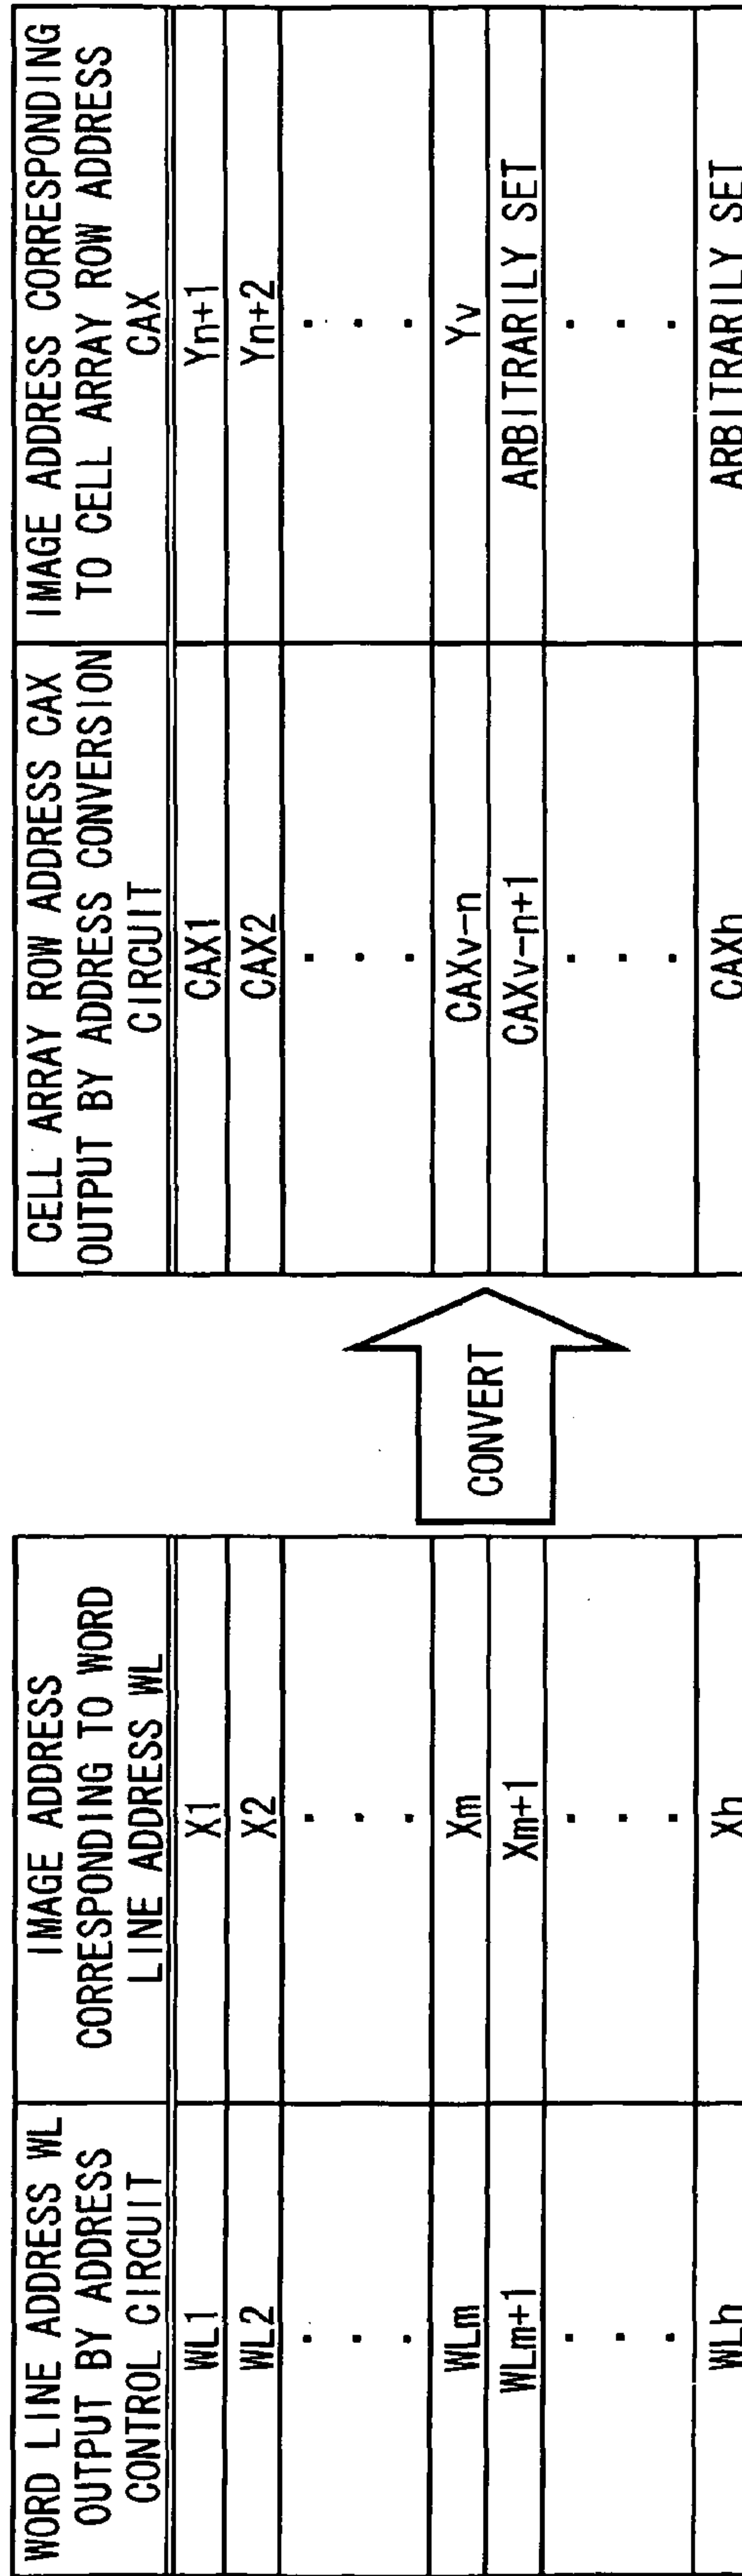 WORD LINE ADDRESS WL
OUTPUT BY ADDRESS
CONTROL CIRCUIT
IMAGE ADDRESS
CORRESPONDING TO WORD
LINE ADDRESS WL
WL1
X1
WL2
X2
.
.
.
.
.
.
WLm
Xm
WLm+1
Xm+1
.
.
.
.
.
.
WLh
Xh
CONVERT
CELL ARRAY ROW ADDRESS CAX
OUTPUT BY ADDRESS CONVERSION
CIRCUIT
IMAGE ADDRESS CORRESPONDING
TO CELL ARRAY ROW ADDRESS
CAX
CAX1
Yn+1
CAX2
Yn+2
.
.
.
.
.
.
CAXv-n
Yv
CAXv-n+1
ARBITRARILY SET
.
.
.
.
.
.
CAXh
ARBITRARILY SET